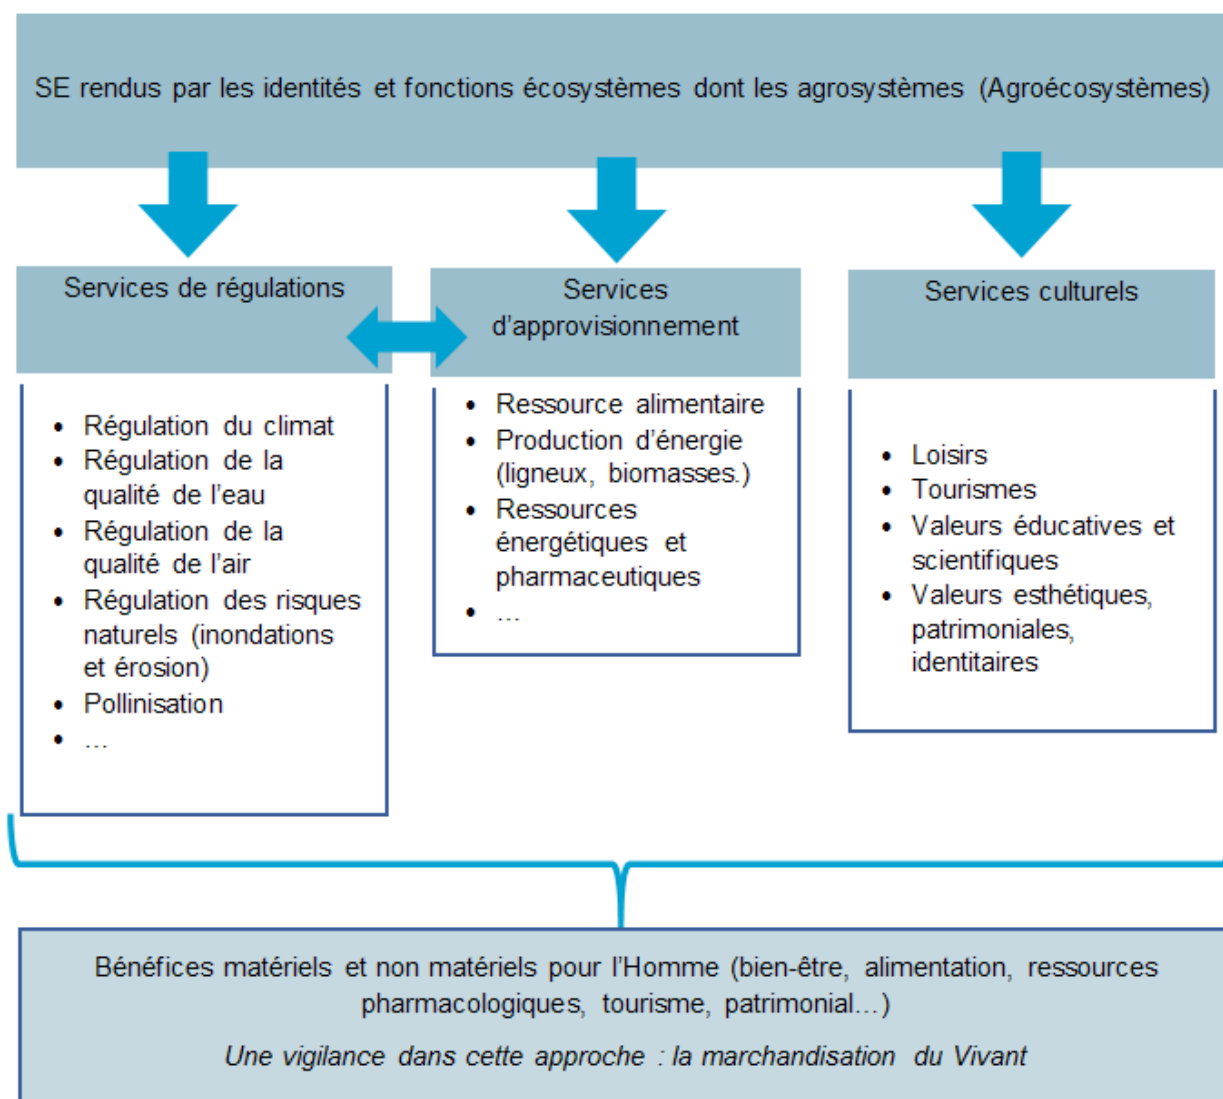 SE rendus par les identités et fonctions écosystèmes dont les agrosystèmes (Agroécosystèmes)
Services de régulations
• Régulation du climat
• Régulation de la
qualité de l'eau
• Régulation de la
qualité de l'air
• Régulation des risques
naturels (inondations
et érosion)
• Pollinisation
• ...
Services
d'approvisionnement
• Ressource alimentaire
• Production d'énergie
(ligneux, biomasses.)
• Ressources
énergétiques et
pharmaceutiques
• ...
Services culturels
• Loisirs
• Tourismes
• Valeurs éducatives et
scientifiques
• Valeurs esthétiques,
patrimoniales,
identitaires
Bénéfices matériels et non matériels pour l'Homme (bien-être, alimentation, ressources
pharmacologiques, tourisme, patrimonial...)
Une vigilance dans cette approche : la marchandisation du Vivant